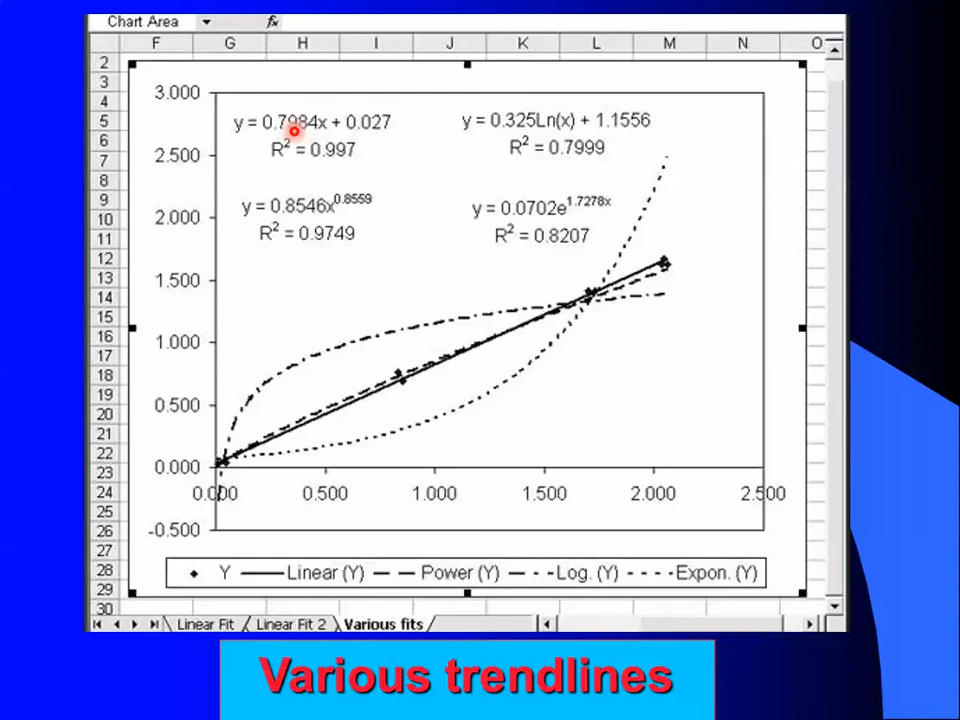 Chart Area fx
F G H I J K L M N O
2
3
4
5
6
7
8
9
10
11
12
13
14
15
16
17
18
19
20
21
22
23
24
25
26
27
28
29
30
3.000
2.500
2.000
1.500
1.000
0.500
0.000
-0.500
y = 0.7984x + 0.027
R² = 0.997
y = 0.325Ln(x) + 1.1556
R² = 0.7999
y = 0.8546x^0.8559
R² = 0.9749
y = 0.0702e^1.7278x
R² = 0.8207
0.000 0.500 1.000 1.500 2.000 2.500
Y Linear (Y) Power (Y) Log. (Y) Expon. (Y)
Linear Fit Linear Fit 2 Various fits
Various trendlines